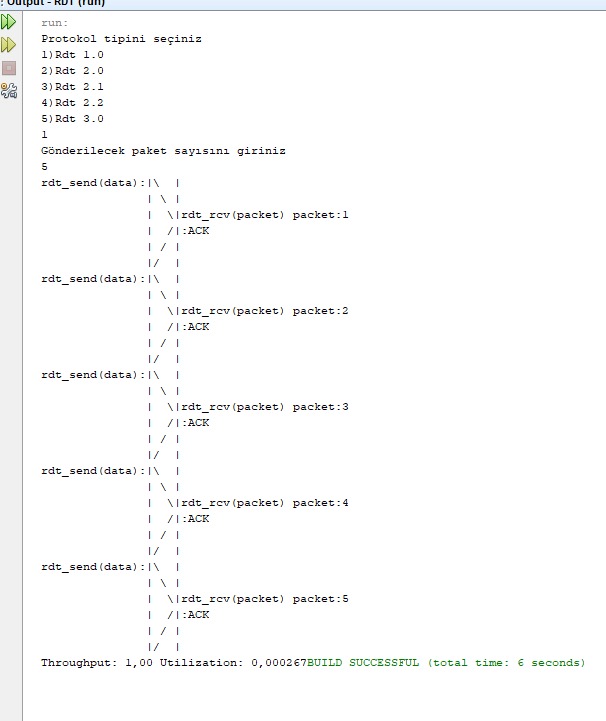 : Output - RDT (run)
run:
Protokol tipini seçiniz
1)Rdt 1.0
2)Rdt 2.0
3)Rdt 2.1
4)Rdt 2.2
5)Rdt 3.0
1
Gönderilecek paket sayısını giriniz
5
rdt_send(data):|\  |
               | \ |
               |  \|rdt_rcv(packet) packet:1
               |  /|:ACK
               | / |
               |/  |
rdt_send(data):|\  |
               | \ |
               |  \|rdt_rcv(packet) packet:2
               |  /|:ACK
               | / |
               |/  |
rdt_send(data):|\  |
               | \ |
               |  \|rdt_rcv(packet) packet:3
               |  /|:ACK
               | / |
               |/  |
rdt_send(data):|\  |
               | \ |
               |  \|rdt_rcv(packet) packet:4
               |  /|:ACK
               | / |
               |/  |
rdt_send(data):|\  |
               | \ |
               |  \|rdt_rcv(packet) packet:5
               |  /|:ACK
               | / |
               |/  |
Throughput: 1,00 Utilization: 0,000267BUILD SUCCESSFUL (total time: 6 seconds)